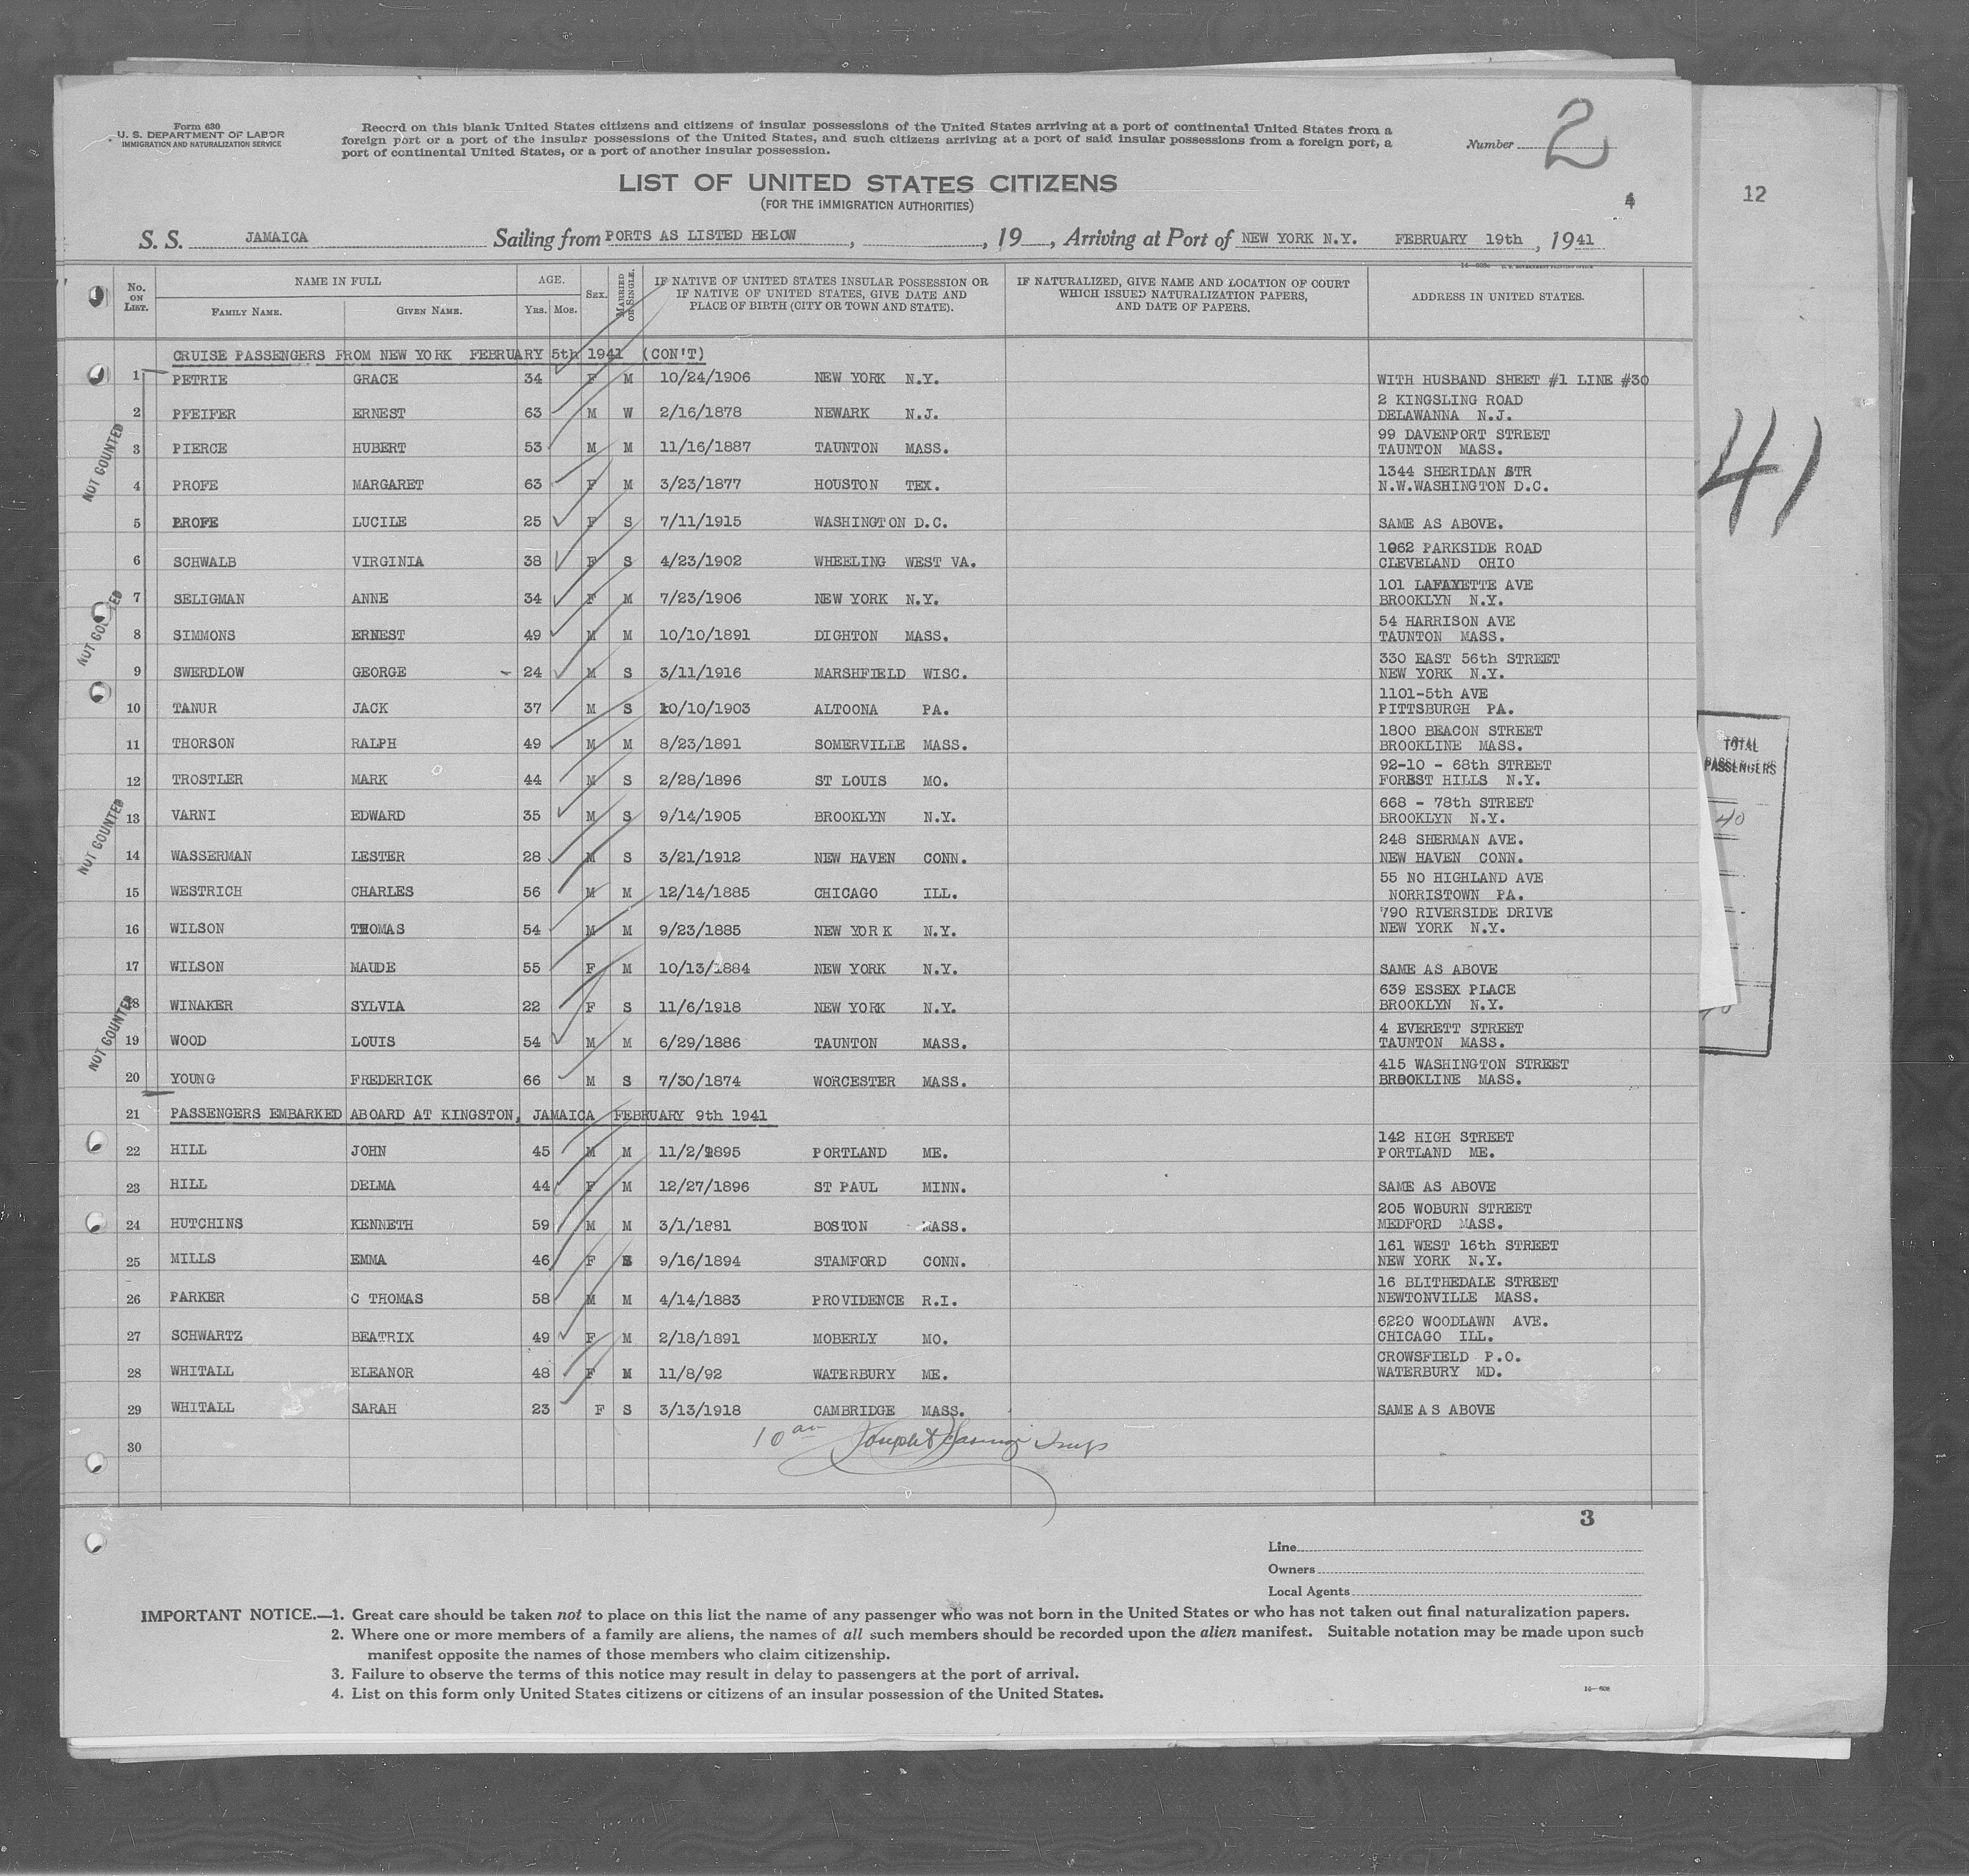 Form 630
U. S. DEPARTMENT OF LABOR
IMMIGRATION AND NATURALIZATION SERVICE
Record on this blank United States citizens and citizens of insular possessions of the United States arriving at a port of continental United States from a
foreign port or a port of the insular possessions of the United States, and such citizens arriving at a port of said insular possessions from a foreign port, a
port of continental United States, or a port of another insular possession.
Number 2
LIST OF UNITED STATES CITIZENS
(FOR THE IMMIGRATION AUTHORITIES)
4
12
S. S. JAMAICA Sailing from PORTS AS LISTED BELOW , , 19 , Arriving at Port of NEW YORK N.Y. FEBRUARY 19th , 1941
No. ON LIST. NAME IN FULL FAMILY NAME. GIVEN NAME. AGE. YRS. MOS. SEX. MARRIED OR SINGLE. IF NATIVE OF UNITED STATES INSULAR POSSESSION OR IF NATIVE OF UNITED STATES, GIVE DATE AND PLACE OF BIRTH (CITY OR TOWN AND STATE). IF NATURALIZED, GIVE NAME AND LOCATION OF COURT WHICH ISSUED NATURALIZATION PAPERS, AND DATE OF PAPERS. ADDRESS IN UNITED STATES.
CRUISE PASSENGERS FROM NEW YORK FEBRUARY 5th 1941 (CON'T)
1 PETRIE GRACE 34 F M 10/24/1906 NEW YORK N.Y. WITH HUSBAND SHEET #1 LINE #30
2 PFEIFER ERNEST 63 M W 2/16/1878 NEWARK N.J. 2 KINGSLING ROAD DELAWANNA N.J.
3 PIERCE HUBERT 53 M M 11/16/1887 TAUNTON MASS. 99 DAVENPORT STREET TAUNTON MASS.
4 PROFE MARGARET 63 F M 3/23/1877 HOUSTON TEX. 1344 SHERIDAN STR N.W.WASHINGTON D.C.
5 PROFE LUCILE 25 F S 7/11/1915 WASHINGTON D.C. SAME AS ABOVE.
6 SCHWALB VIRGINIA 38 F S 4/23/1902 WHEELING WEST VA. 1062 PARKSIDE ROAD CLEVELAND OHIO
7 SELIGMAN ANNE 34 F M 7/23/1906 NEW YORK N.Y. 101 LAFAYETTE AVE BROOKLYN N.Y.
8 SIMMONS ERNEST 49 M M 10/10/1891 DIGHTON MASS. 54 HARRISON AVE TAUNTON MASS.
9 SWERDLOW GEORGE 24 M S 3/11/1916 MARSHFIELD WISC. 330 EAST 56th STREET NEW YORK N.Y.
10 TANUR JACK 37 M S 10/10/1903 ALTOONA PA. 1101-5th AVE PITTSBURGH PA.
11 THORSON RALPH 49 M M 8/23/1891 SOMERVILLE MASS. 1800 BEACON STREET BROOKLINE MASS.
12 TROSTLER MARK 44 M S 2/28/1896 ST LOUIS MO. 92-10 - 68th STREET FOREST HILLS N.Y.
13 VARNI EDWARD 35 M S 9/14/1905 BROOKLYN N.Y. 668 - 78th STREET BROOKLYN N.Y.
14 WASSERMAN LESTER 28 M S 3/21/1912 NEW HAVEN CONN. 248 SHERMAN AVE. NEW HAVEN CONN.
15 WESTRICH CHARLES 56 M M 12/14/1885 CHICAGO ILL. 55 NO HIGHLAND AVE NORRISTOWN PA.
16 WILSON THOMAS 54 M M 9/23/1885 NEW YORK N.Y. 790 RIVERSIDE DRIVE NEW YORK N.Y.
17 WILSON MAUDE 55 F M 10/13/1884 NEW YORK N.Y. SAME AS ABOVE
18 WINAKER SYLVIA 22 F S 11/6/1918 NEW YORK N.Y. 639 ESSEX PLACE BROOKLYN N.Y.
19 WOOD LOUIS 54 M M 6/29/1886 TAUNTON MASS. 4 EVERETT STREET TAUNTON MASS.
20 YOUNG FREDERICK 66 M S 7/30/1874 WORCESTER MASS. 415 WASHINGTON STREET BROOKLINE MASS.
21 PASSENGERS EMBARKED ABOARD AT KINGSTON, JAMAICA FEBRUARY 9th 1941
22 HILL JOHN 45 M M 11/2/1895 PORTLAND ME. 142 HIGH STREET PORTLAND ME.
23 HILL DELMA 44 F M 12/27/1896 ST PAUL MINN. SAME AS ABOVE
24 HUTCHINS KENNETH 59 M M 3/1/1881 BOSTON MASS. 205 WOBURN STREET MEDFORD MASS.
25 MILLS EMMA 46 F S 9/16/1894 STAMFORD CONN. 161 WEST 16th STREET NEW YORK N.Y.
26 PARKER C THOMAS 58 M M 4/14/1883 PROVIDENCE R.I. 16 BLITHEDALE STREET NEWTONVILLE MASS.
27 SCHWARTZ BEATRIX 49 F M 2/18/1891 MOBERLY MO. 6220 WOODLAWN AVE. CHICAGO ILL.
28 WHITALL ELEANOR 48 F M 11/8/92 WATERBURY ME. CROWSFIELD P.O. WATERBURY MD.
29 WHITALL SARAH 23 F S 3/13/1918 CAMBRIDGE MASS. SAME A S ABOVE
30
NOT COUNTED
NOT COUNTED
NOT COUNTED
NOT COUNTED
41
TOTAL
PASSENGERS
40
3
Line
Owners
Local Agents
IMPORTANT NOTICE.—1. Great care should be taken not to place on this list the name of any passenger who was not born in the United States or who has not taken out final naturalization papers.
2. Where one or more members of a family are aliens, the names of all such members should be recorded upon the alien manifest. Suitable notation may be made upon such
manifest opposite the names of those members who claim citizenship.
3. Failure to observe the terms of this notice may result in delay to passengers at the port of arrival.
4. List on this form only United States citizens or citizens of an insular possession of the United States.